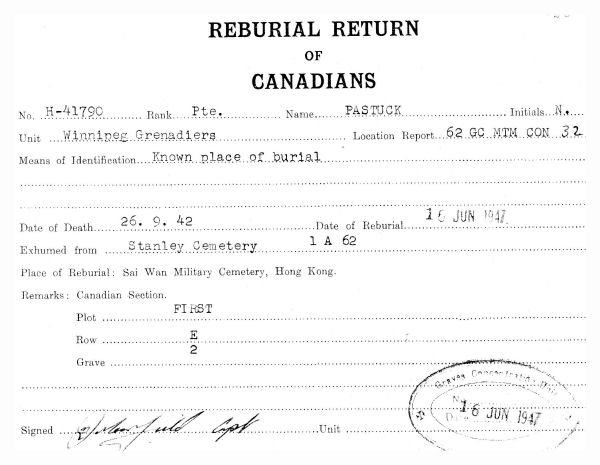 REBURIAL RETURN
OF
CANADIANS
No. H-41790 Rank Pte. Name PASTUCK Initials N.
Unit Winnipeg Grenadiers Location Report 62 GC MTM CON 32
Means of Identification Known place of burial
Date of Death 26. 9. 42 Date of Reburial 16 JUN 1947
Exhumed from Stanley Cemetery 1 A 62
Place of Reburial: Sai Wan Military Cemetery, Hong Kong.
Remarks: Canadian Section.
Plot FIRST
Row E
Grave 2
Graves Concentration Unit
16 JUN 1947
Signed Capt Unit